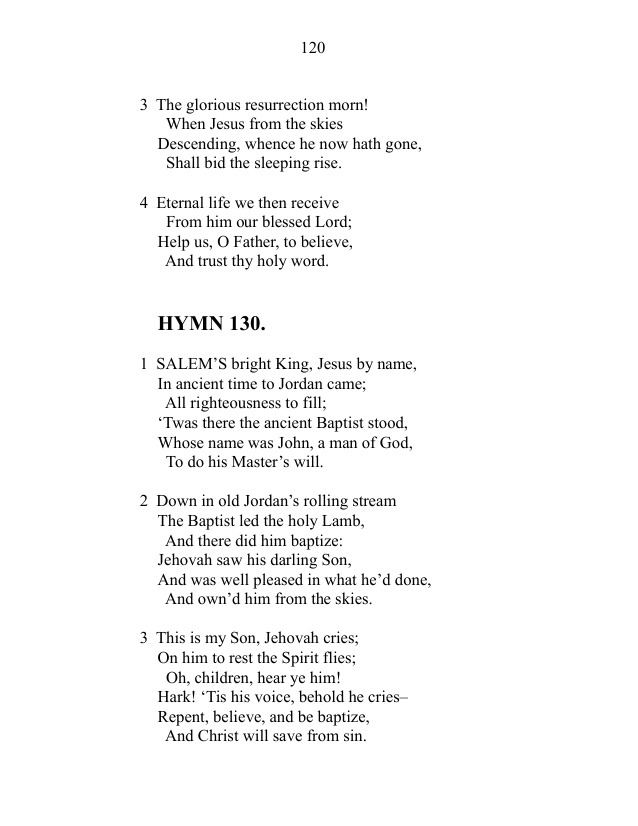 120
3 The glorious resurrection morn!
When Jesus from the skies
Descending, whence he now hath gone,
Shall bid the sleeping rise.
4 Eternal life we then receive
From him our blessed Lord;
Help us, O Father, to believe,
And trust thy holy word.
HYMN 130.
1 SALEM’S bright King, Jesus by name,
In ancient time to Jordan came;
All righteousness to fill;
‘Twas there the ancient Baptist stood,
Whose name was John, a man of God,
To do his Master’s will.
2 Down in old Jordan’s rolling stream
The Baptist led the holy Lamb,
And there did him baptize:
Jehovah saw his darling Son,
And was well pleased in what he’d done,
And own’d him from the skies.
3 This is my Son, Jehovah cries;
On him to rest the Spirit flies;
Oh, children, hear ye him!
Hark! ‘Tis his voice, behold he cries–
Repent, believe, and be baptize,
And Christ will save from sin.